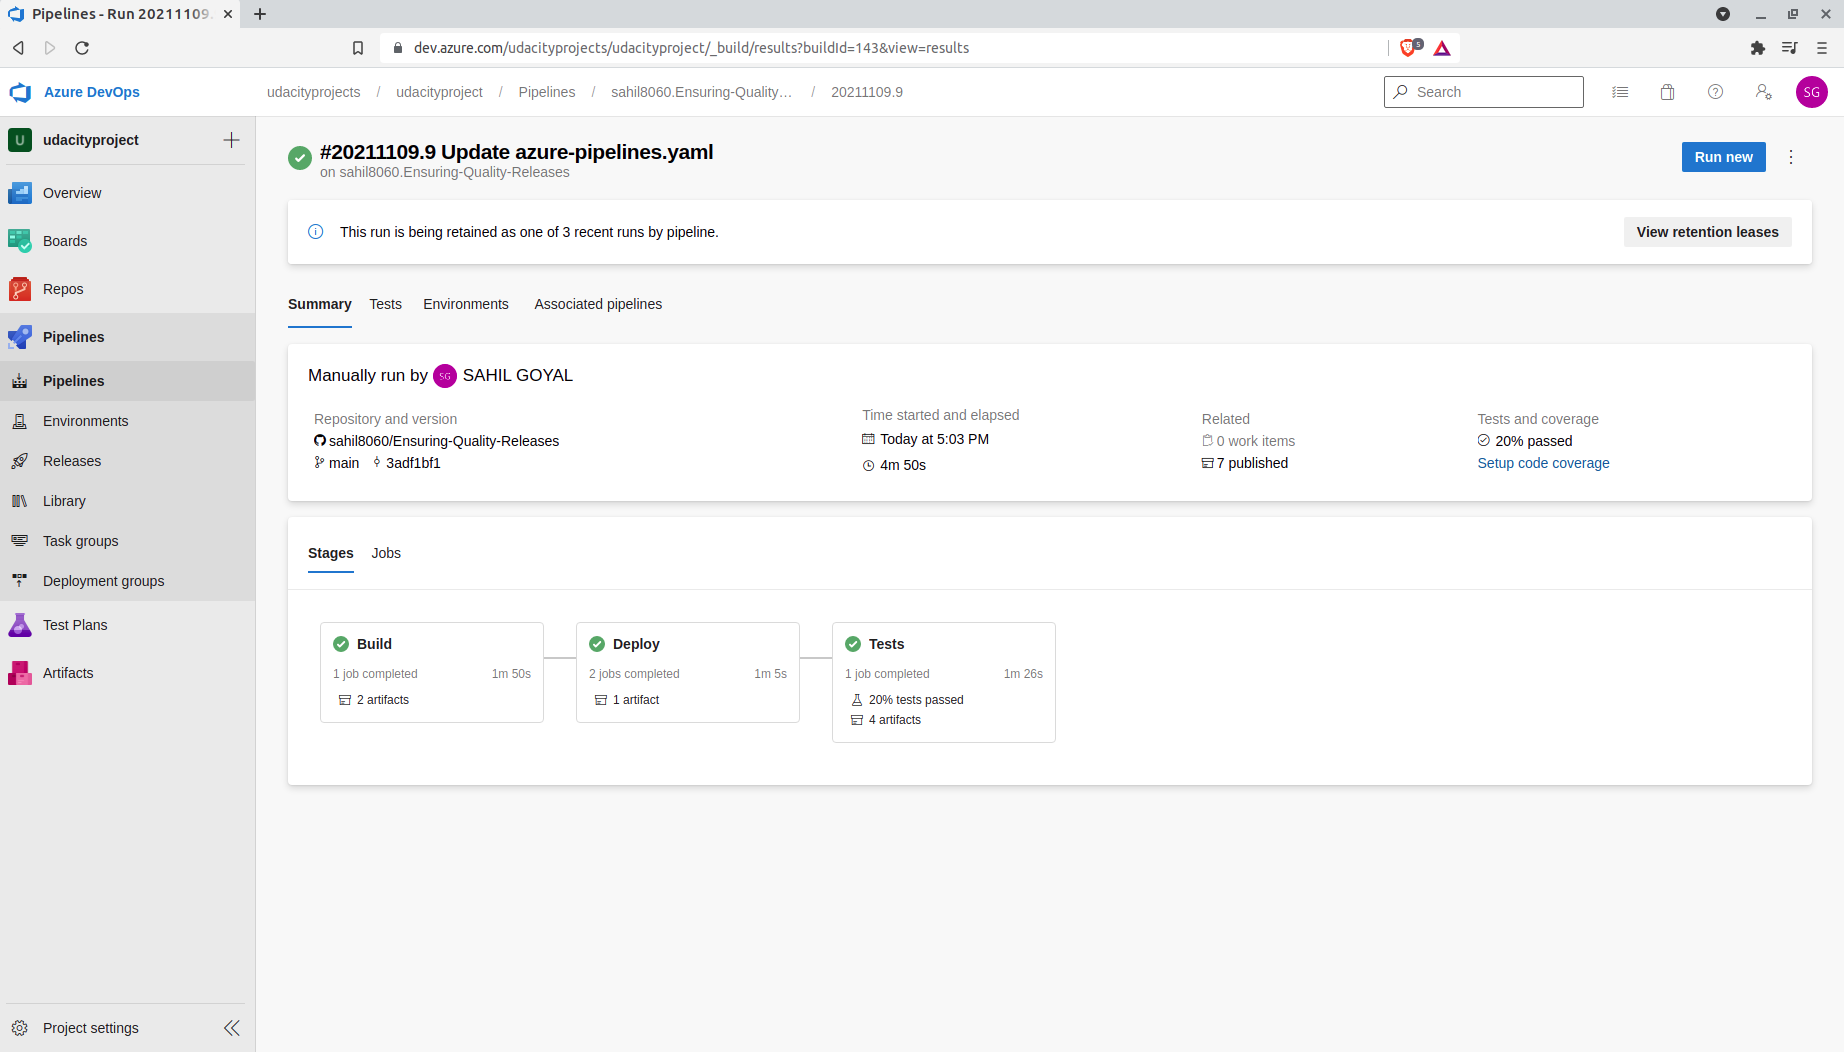 Pipelines - Run 20211109.
dev.azure.com/udacityprojects/udacityproject/_build/results?buildId=143&view=results
5
Azure DevOps
udacityprojects / udacityproject / Pipelines / sahil8060.Ensuring-Quality... / 20211109.9
Search
SG
U udacityproject
Overview
Boards
Repos
Pipelines
Pipelines
Environments
Releases
Library
Task groups
Deployment groups
Test Plans
Artifacts
Project settings
#20211109.9 Update azure-pipelines.yaml
on sahil8060.Ensuring-Quality-Releases
Run new
This run is being retained as one of 3 recent runs by pipeline.
View retention leases
Summary Tests Environments Associated pipelines
Manually run by SG SAHIL GOYAL
Repository and version
sahil8060/Ensuring-Quality-Releases
main 3adf1bf1
Time started and elapsed
Today at 5:03 PM
4m 50s
Related
0 work items
7 published
Tests and coverage
20% passed
Setup code coverage
Stages Jobs
Build
1 job completed 1m 50s
2 artifacts
Deploy
2 jobs completed 1m 5s
1 artifact
Tests
1 job completed 1m 26s
20% tests passed
4 artifacts